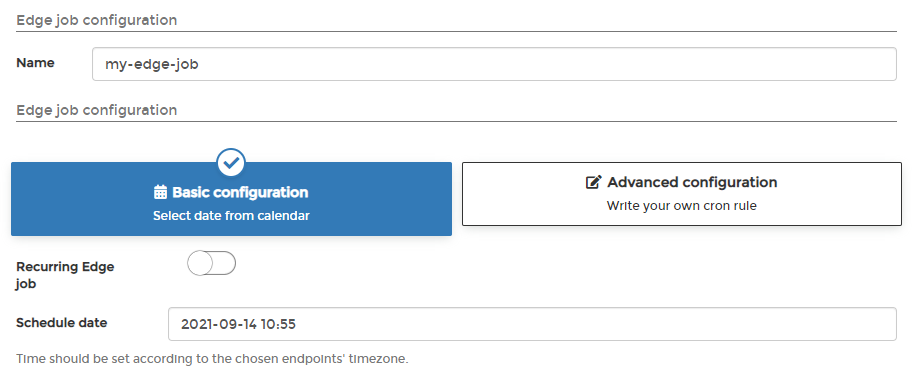 Edge job configuration
Name
my-edge-job
Edge job configuration
Basic configuration
Select date from calendar
Advanced configuration
Write your own cron rule
Recurring Edge
job
Schedule date
2021-09-14 10:55
Time should be set according to the chosen endpoints' timezone.